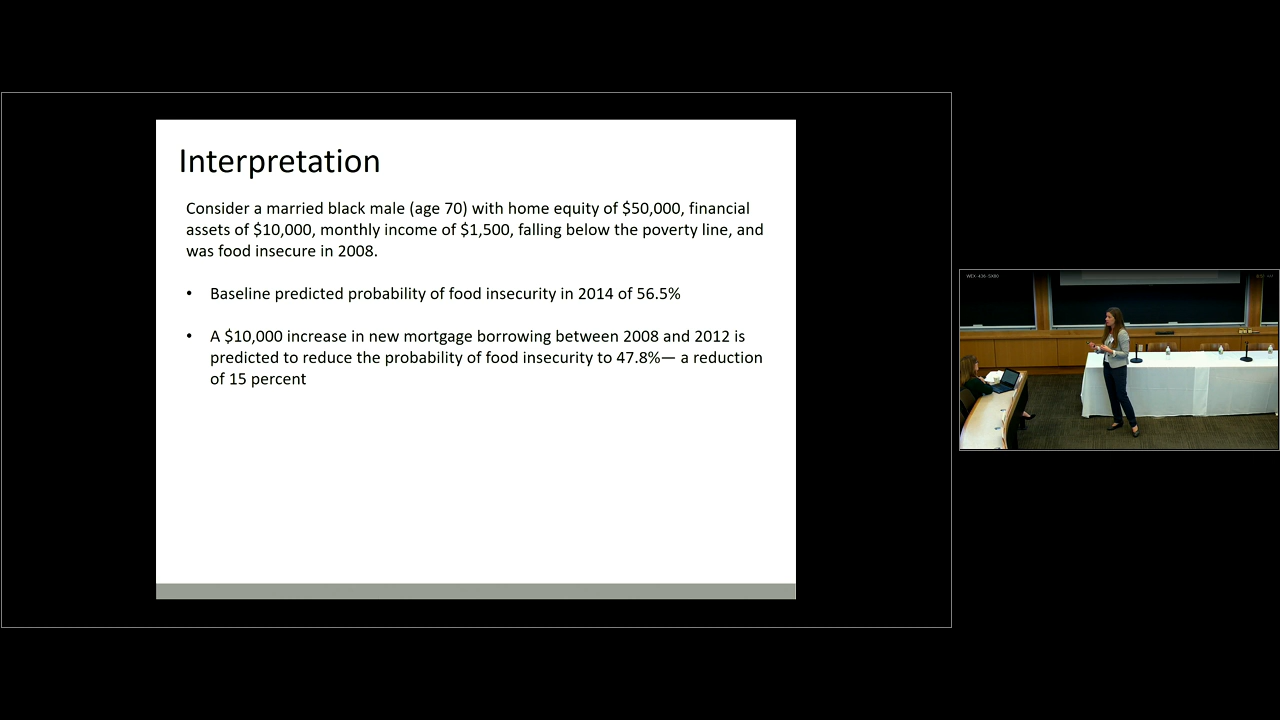 Interpretation
Consider a married black male (age 70) with home equity of $50,000, financial
assets of $10,000, monthly income of $1,500, falling below the poverty line, and
was food insecure in 2008.
• Baseline predicted probability of food insecurity in 2014 of 56.5%
• A $10,000 increase in new mortgage borrowing between 2008 and 2012 is
predicted to reduce the probability of food insecurity to 47.8%— a reduction
of 15 percent